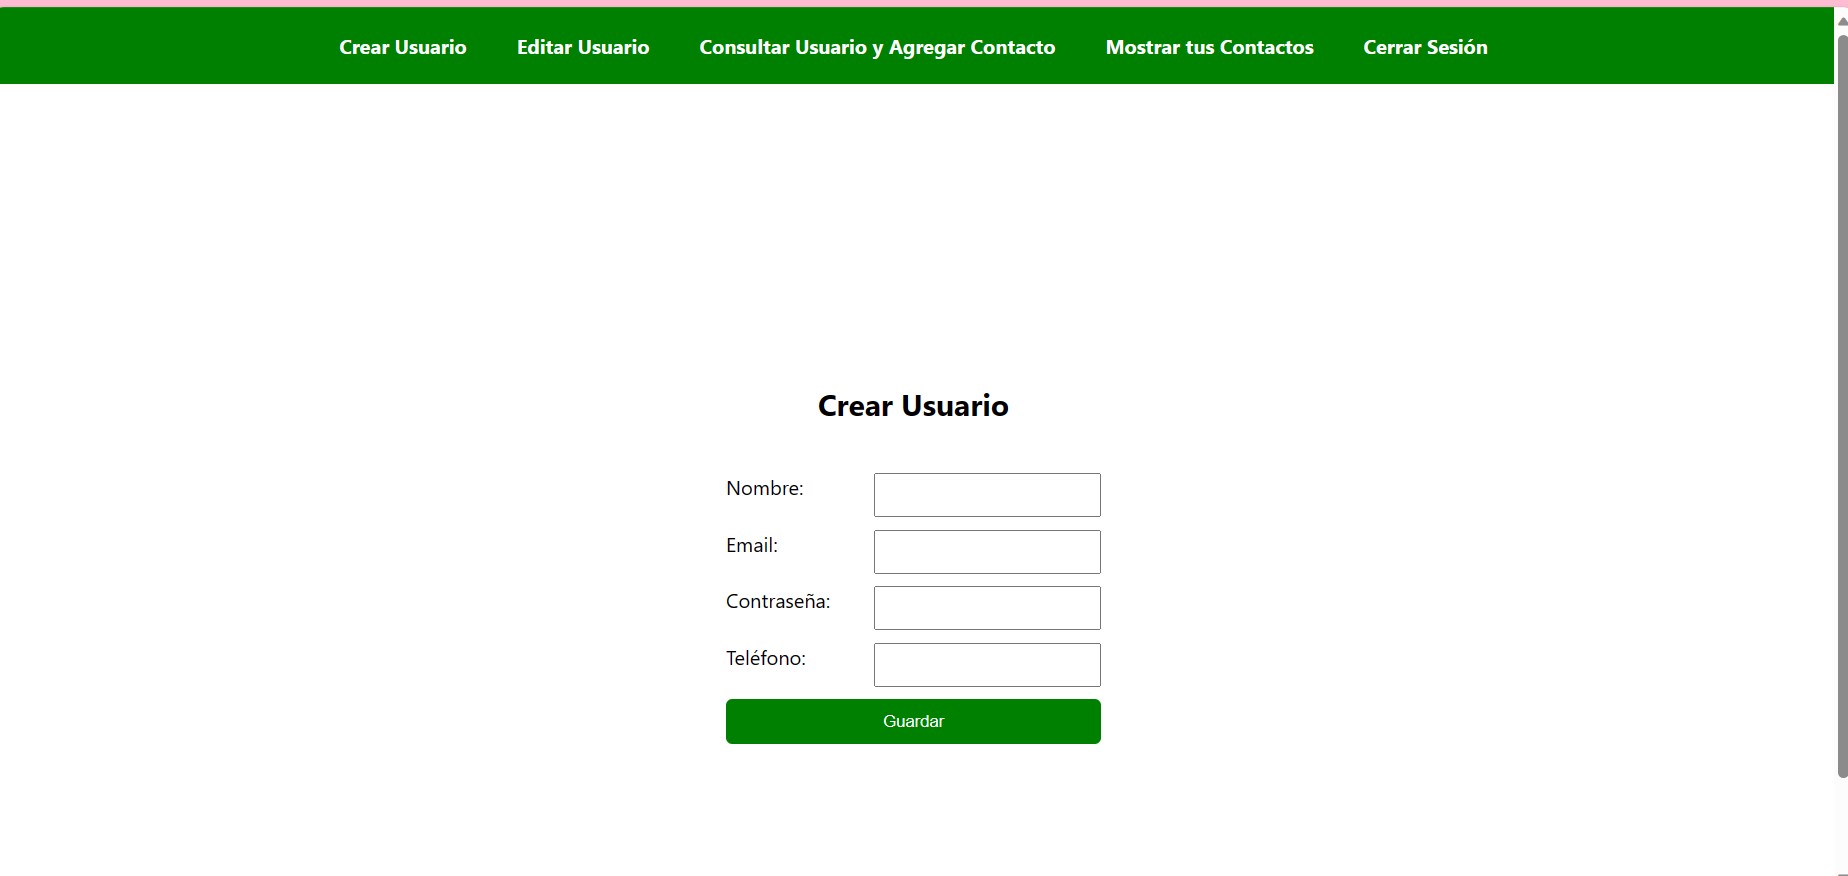 Crear Usuario Editar Usuario Consultar Usuario y Agregar Contacto Mostrar tus Contactos Cerrar Sesión
Crear Usuario
Nombre:
Email:
Contraseña:
Teléfono:
Guardar